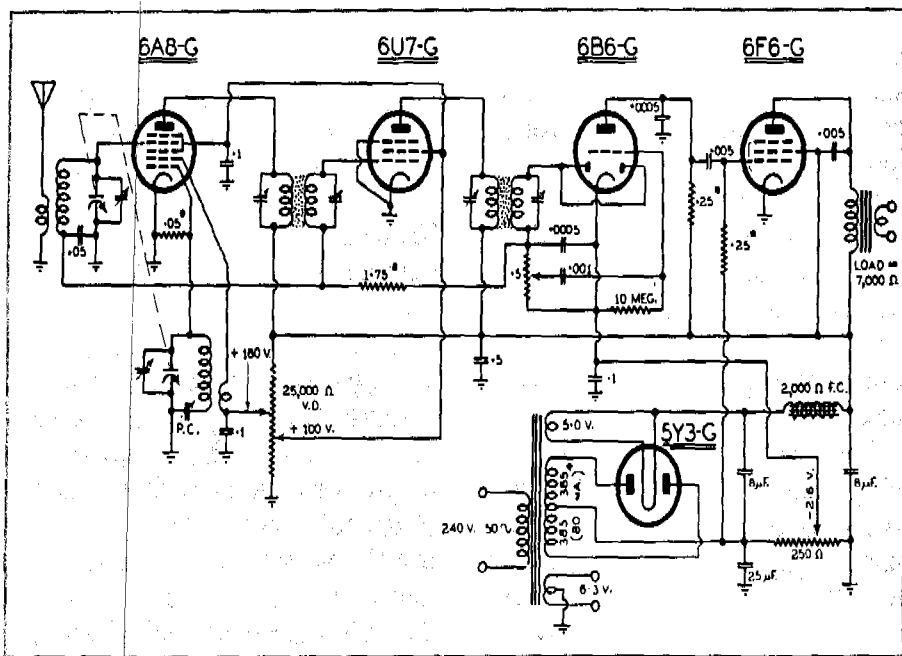 6A8-G
6U7-G
6B6-G
6F6-G
.0005
.005
.005
.1
.05
.05
.25
.25
.0005
.5
.001
1.75
10 MEG.
LOAD =
7,000 Ω
+ 180 V.
25,000 Ω
V.D.
+ 100 V.
P.C.
.1
.5
.1
2,000 Ω F.C.
5.0 V.
5Y3-G
385
385
(80
M.A.)
240 V. 50~
6.3 V.
8μF.
8μF.
-2.6 V.
250 Ω
25 μF.